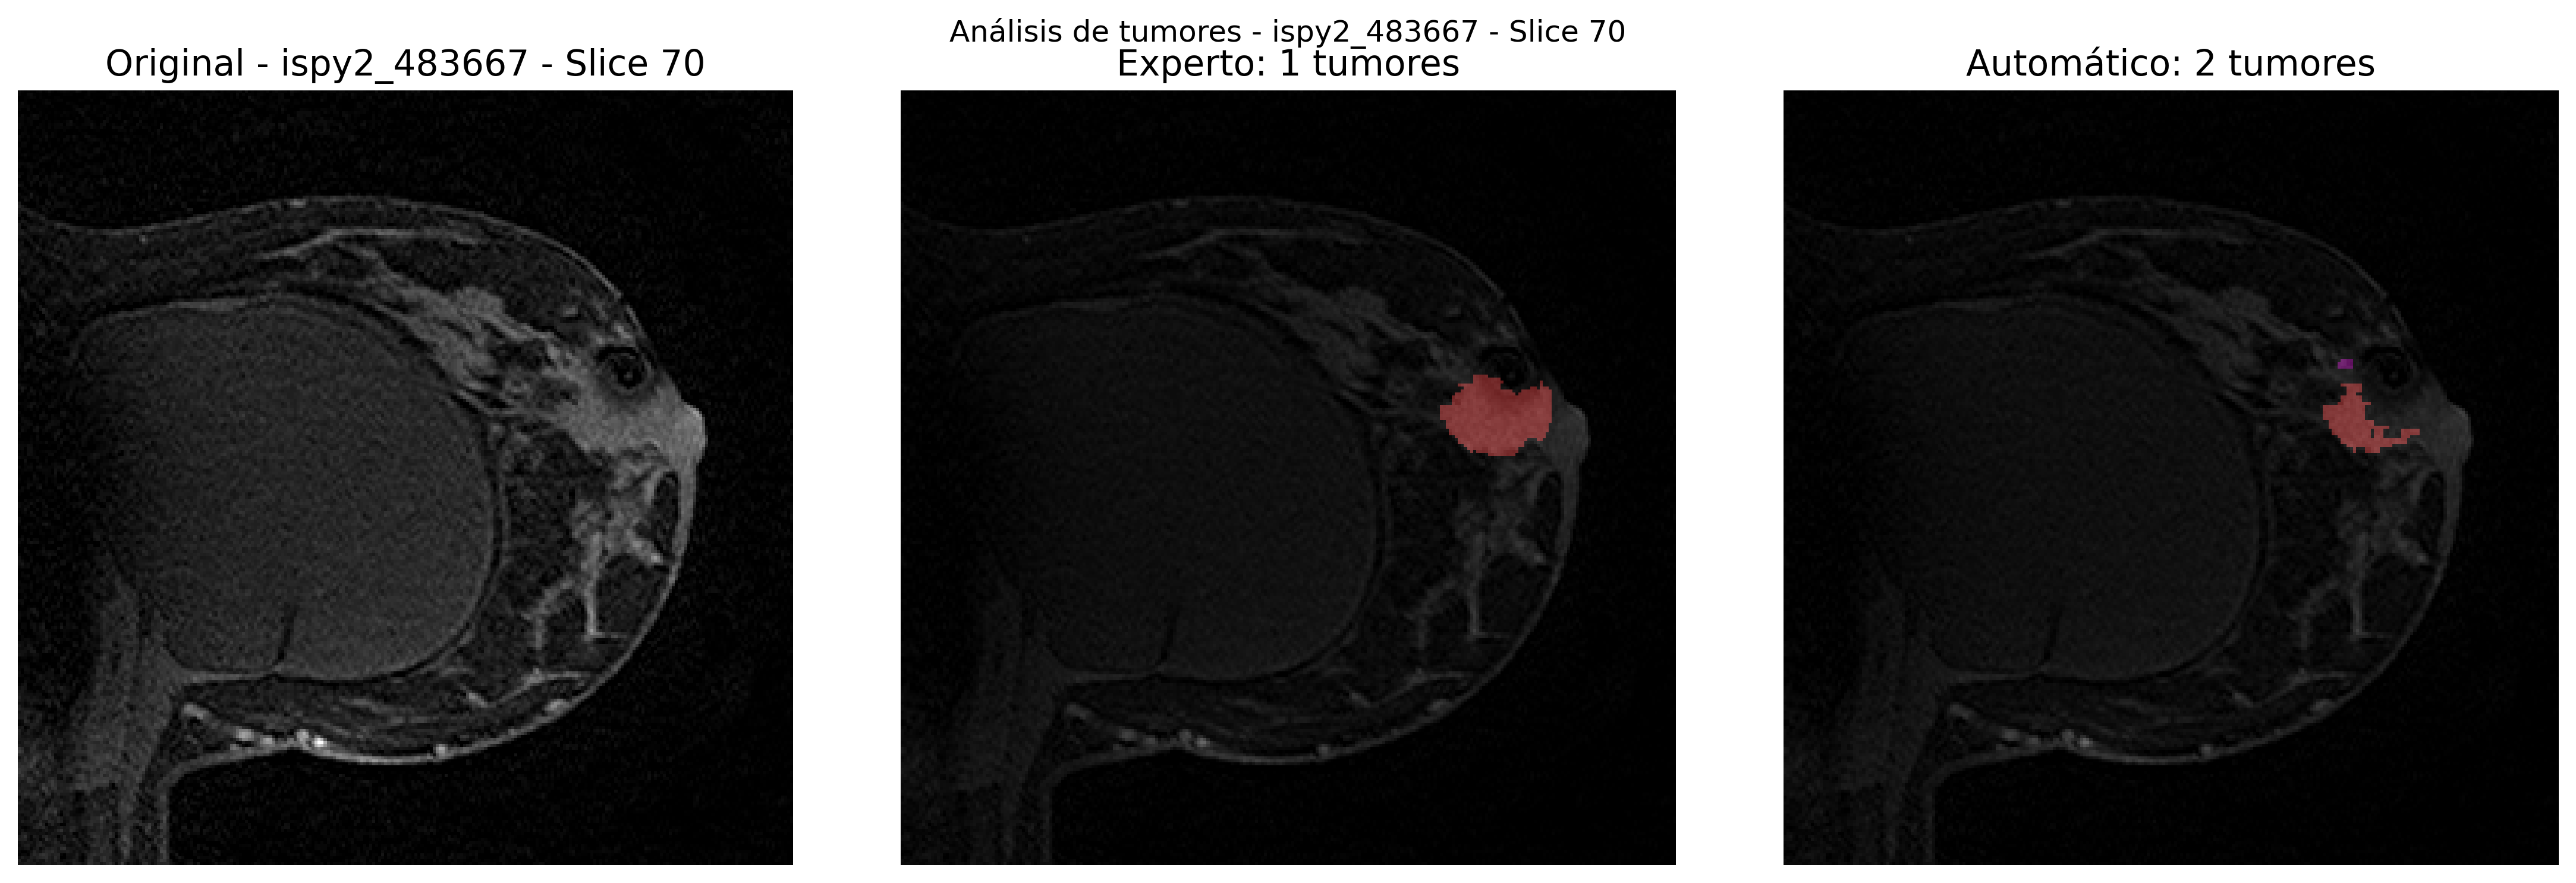 Análisis de tumores - ispy2_483667 - Slice 70
Original - ispy2_483667 - Slice 70
Experto: 1 tumores
Automático: 2 tumores